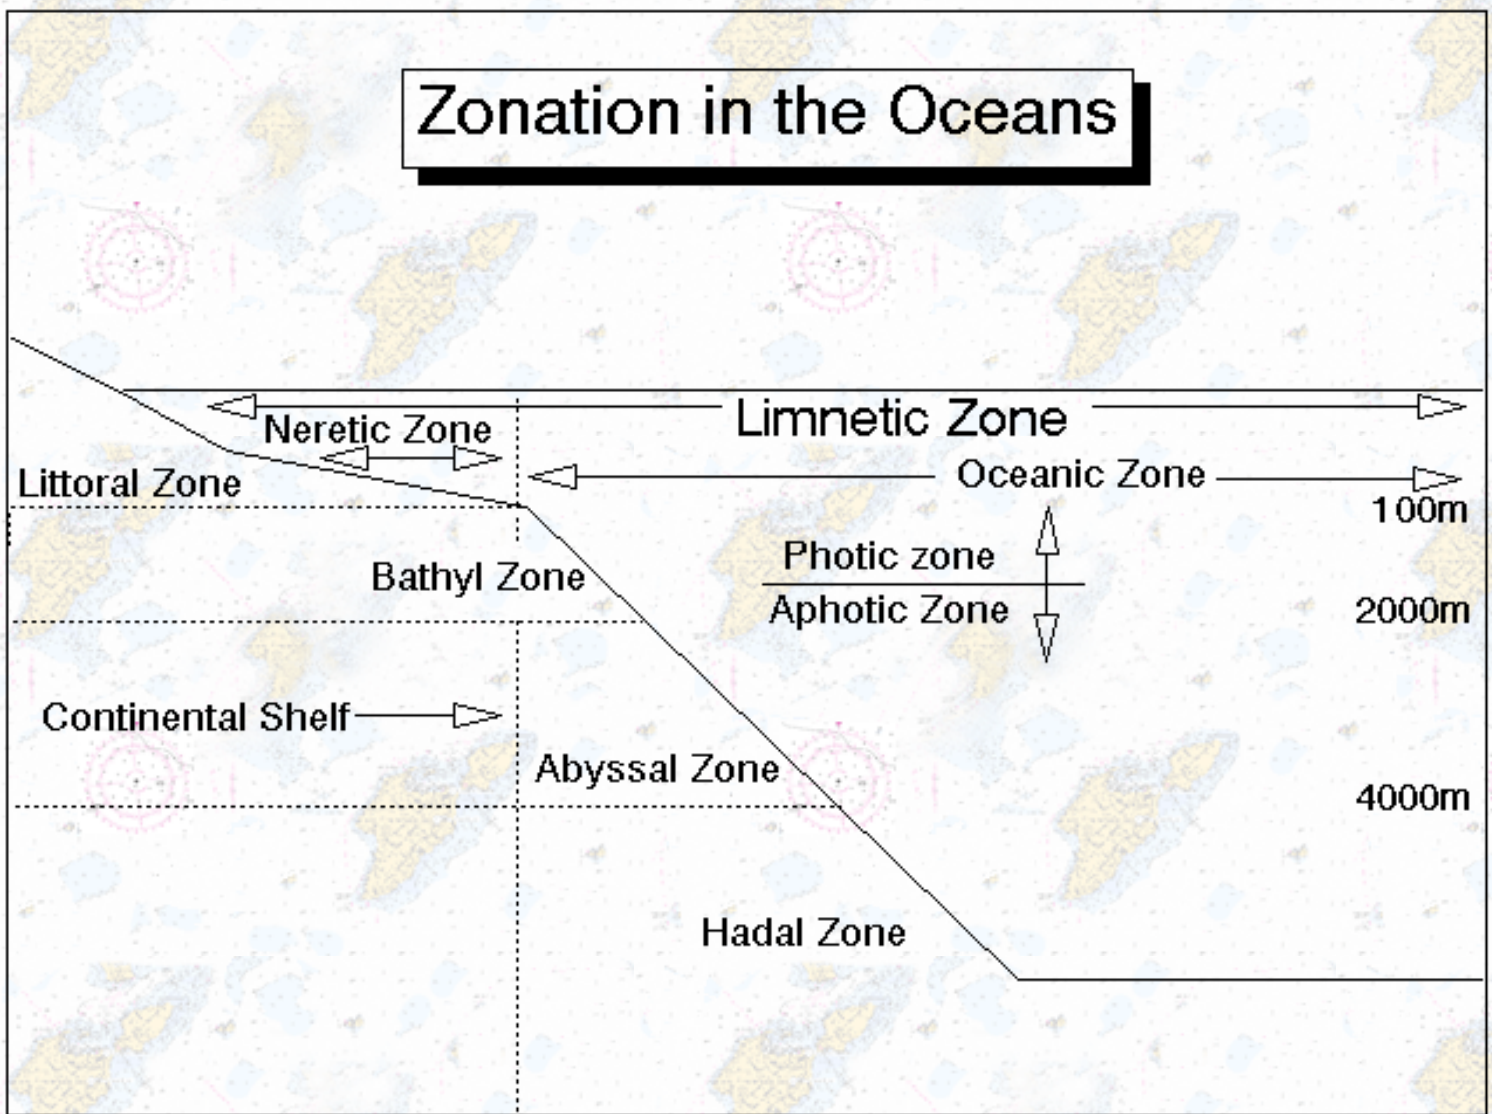 Zonation in the Oceans
Limnetic Zone
Neretic Zone
Oceanic Zone
Littoral Zone
100m
Photic zone
Bathyl Zone
Aphotic Zone
2000m
Continental Shelf
Abyssal Zone
4000m
Hadal Zone